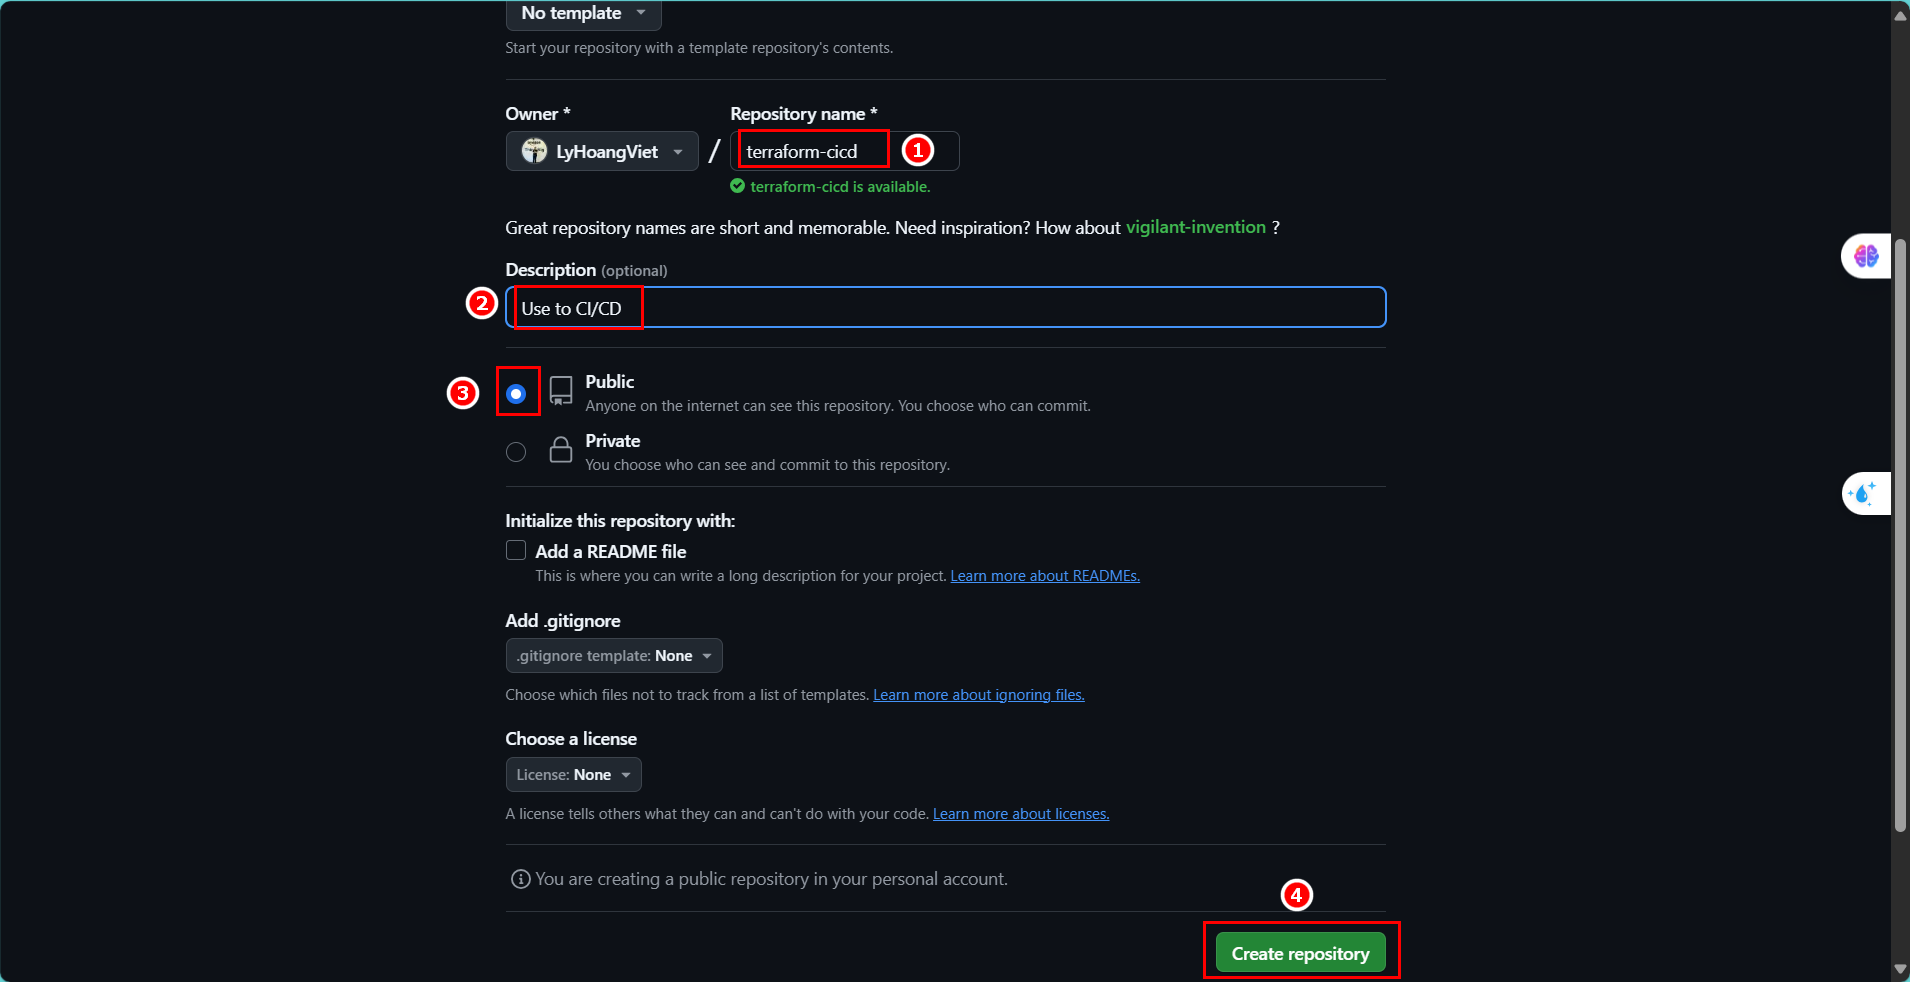 No template
Start your repository with a template repository's contents.
Owner *
Repository name *
LyHoangViet
/
terraform-cicd
1
terraform-cicd is available.
Great repository names are short and memorable. Need inspiration? How about vigilant-invention ?
Description (optional)
2
Use to CI/CD
3
Public
Anyone on the internet can see this repository. You choose who can commit.
Private
You choose who can see and commit to this repository.
Initialize this repository with:
Add a README file
This is where you can write a long description for your project. Learn more about READMEs.
Add .gitignore
.gitignore template: None
Choose which files not to track from a list of templates. Learn more about ignoring files.
Choose a license
License: None
A license tells others what they can and can't do with your code. Learn more about licenses.
You are creating a public repository in your personal account.
4
Create repository